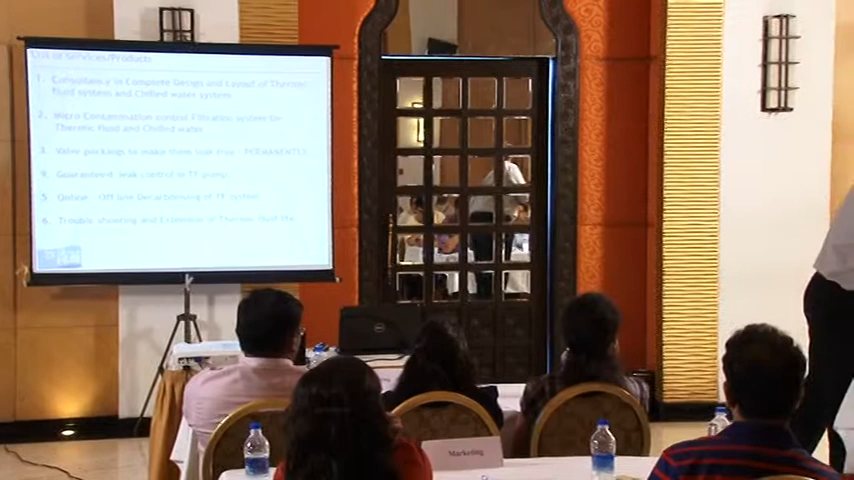 List of Services/Products
1. Consultancy in Composite Design and Layout of Thermic
fluid system and Chilled water system
2. Micro Contamination control Filtration system on
Thermic fluid and Chilled water
3. Valve packings to make them leak free - PERMANENTLY
4. Guaranteed leak control in TF pump
5. Online - Off line Decarbonising of TF system
6. Trouble shooting and Extension of Thermic fluid life
Marketing